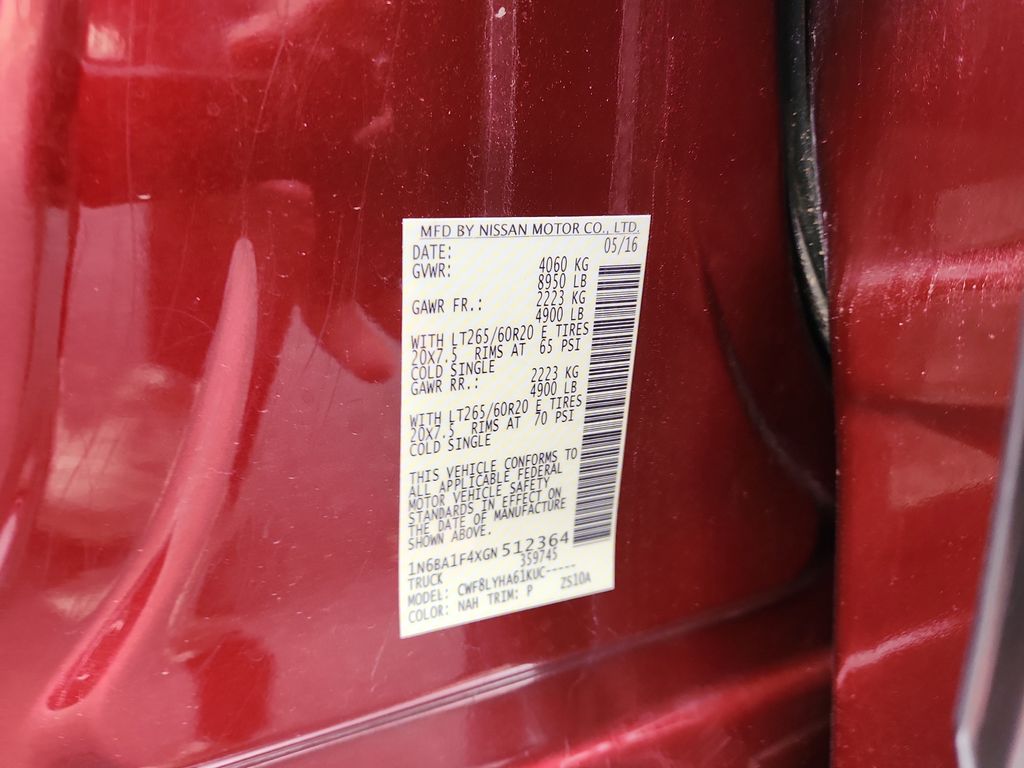 MFD BY NISSAN MOTOR CO., LTD.
DATE: 05/16
GVWR: 4060 KG
8950 LB
GAWR FR.: 2223 KG
4900 LB
WITH LT265/60R20 E TIRES
20X7.5 RIMS AT 65 PSI
COLD SINGLE
GAWR RR.: 2223 KG
4900 LB
WITH LT265/60R20 E TIRES
20X7.5 RIMS AT 70 PSI
COLD SINGLE
THIS VEHICLE CONFORMS TO
ALL APPLICABLE FEDERAL
MOTOR VEHICLE SAFETY
STANDARDS IN EFFECT ON
THE DATE OF MANUFACTURE
SHOWN ABOVE.
1N6BA1F4XGN512364
TRUCK 359745
MODEL: CWF8LYHA61KUC-----
COLOR: NAH TRIM: P ZS10A